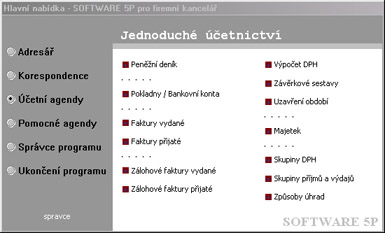 Hlavní nabídka - SOFTWARE 5P pro firemní kancelář
Adresář
Korespondence
Účetní agendy
Pomocné agendy
Správce programu
Ukončení programu
správce
Jednoduché účetnictví
Peněžní deník
. . . . .
Pokladny / Bankovní konta
. . . . .
Faktury vydané
Faktury přijaté
. . . . .
Zálohové faktury vydané
Zálohové faktury přijaté
Výpočet DPH
Závěrkové sestavy
Uzavření období
. . . . .
Majetek
. . . . .
Skupiny DPH
Skupiny příjmů a výdajů
Způsoby úhrad
SOFTWARE 5P